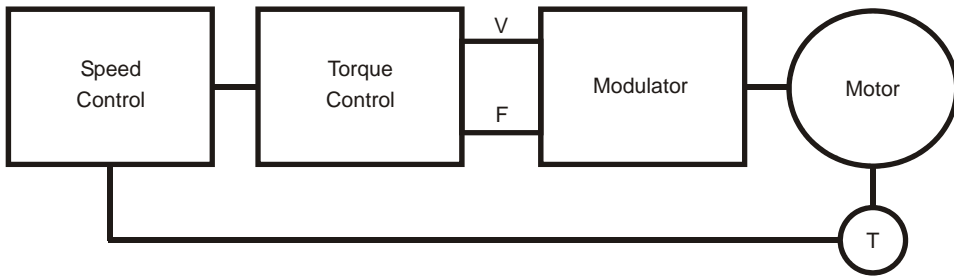 Speed
Control
Torque
Control
V
F
Modulator
Motor
T